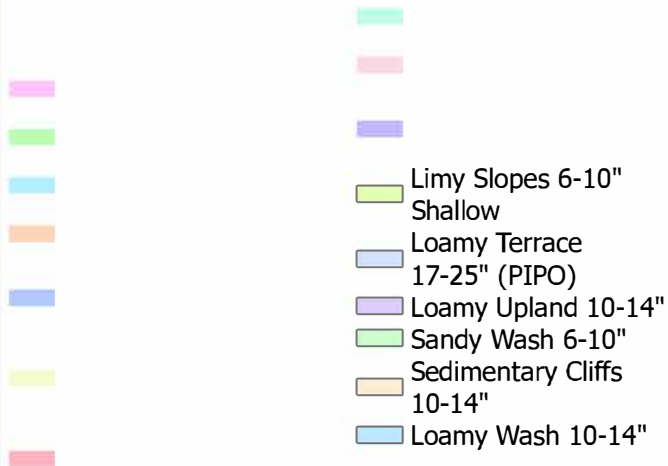 Limy Slopes 6-10"
Shallow
Loamy Terrace
17-25" (PIPO)
Loamy Upland 10-14"
Sandy Wash 6-10"
Sedimentary Cliffs
10-14"
Loamy Wash 10-14"